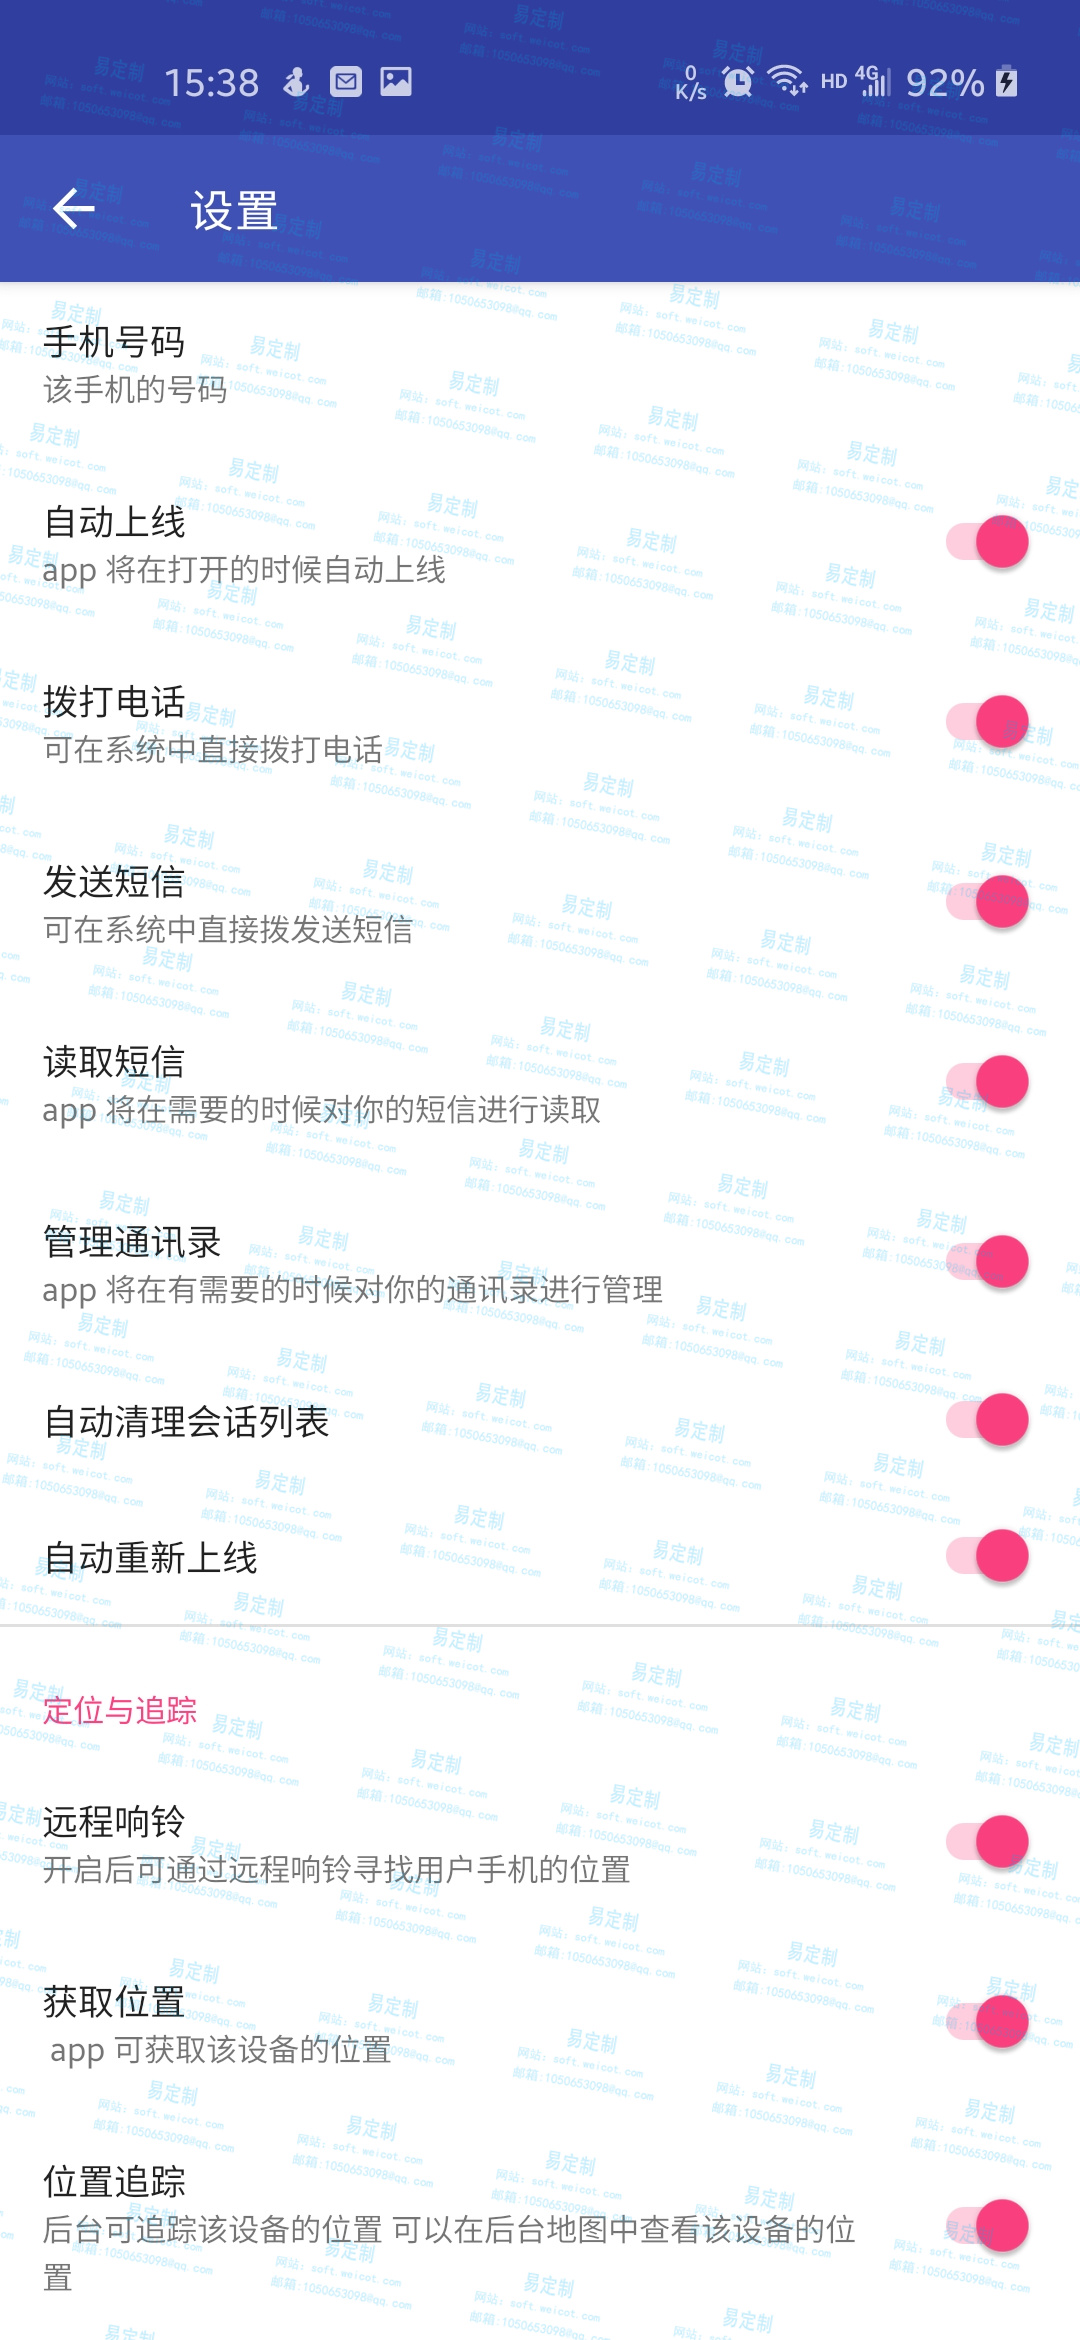 15:38
0
K/s
HD
4G
92%
设置
手机号码
该手机的号码
自动上线
app 将在打开的时候自动上线
拨打电话
可在系统中直接拨打电话
发送短信
可在系统中直接拨发送短信
读取短信
app 将在需要的时候对你的短信进行读取
管理通讯录
app 将在有需要的时候对你的通讯录进行管理
自动清理会话列表
自动重新上线
定位与追踪
远程响铃
开启后可通过远程响铃寻找用户手机的位置
获取位置
app 可获取该设备的位置
位置追踪
后台可追踪该设备的位置 可以在后台地图中查看该设备的位
置
易定制
网站: soft.weicot.com
邮箱:1050653098@qq.com